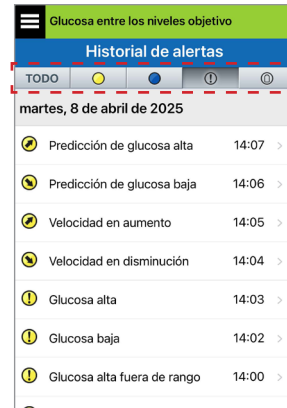 Glucosa entre los niveles objetivo
Historial de alertas
TODO
martes, 8 de abril de 2025
Predicción de glucosa alta 14:07
Predicción de glucosa baja 14:06
Velocidad en aumento 14:05
Velocidad en disminución 14:04
Glucosa alta 14:03
Glucosa baja 14:02
Glucosa alta fuera de rango 14:00